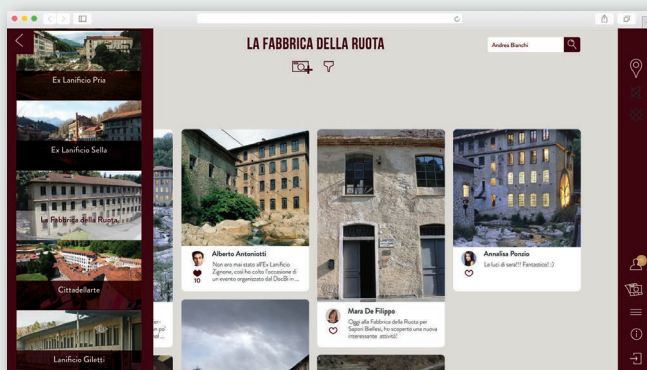 LA FABBRICA DELLA RUOTA
Andrea Bianchi
Ex Lanificio Pria
Ex Lanificio Sella
La Fabbrica della Ruota
Cittadellarte
Lanificio Giletti
Alberto Antoniotti
Non ero mai stato all'Ex Lanificio
Zignone, così ho colto l'occasione di
un evento organizzato dal DocBi in ...
10
Mara De Filippo
Oggi alla Fabbrica della Ruota per
Sapori Biellesi, ho scoperto una nuova
interessante attività!
Annalisa Ponzio
Le luci di sera!!! Fantastico! :)